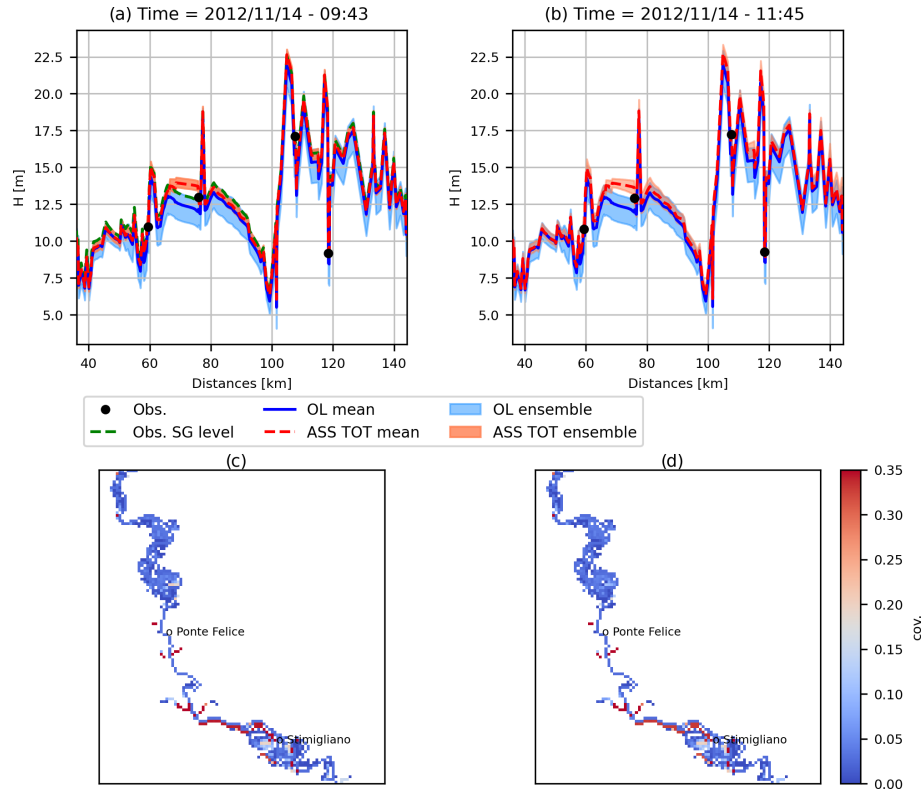 (a) Time = 2012/11/14 - 09:43
(b) Time = 2012/11/14 - 11:45
22.5
20.0
17.5
15.0
12.5
10.0
7.5
5.0
H [m]
40 60 80 100 120 140
Distances [km]
22.5
20.0
17.5
15.0
12.5
10.0
7.5
5.0
H [m]
40 60 80 100 120 140
Distances [km]
Obs. OL mean OL ensemble
Obs. SG level ASS TOT mean ASS TOT ensemble
(c)
(d)
o Ponte Felice
o Stimigliano
o Ponte Felice
o Stimigliano
0.35
0.30
0.25
0.20
0.15
0.10
0.05
0.00
cov.